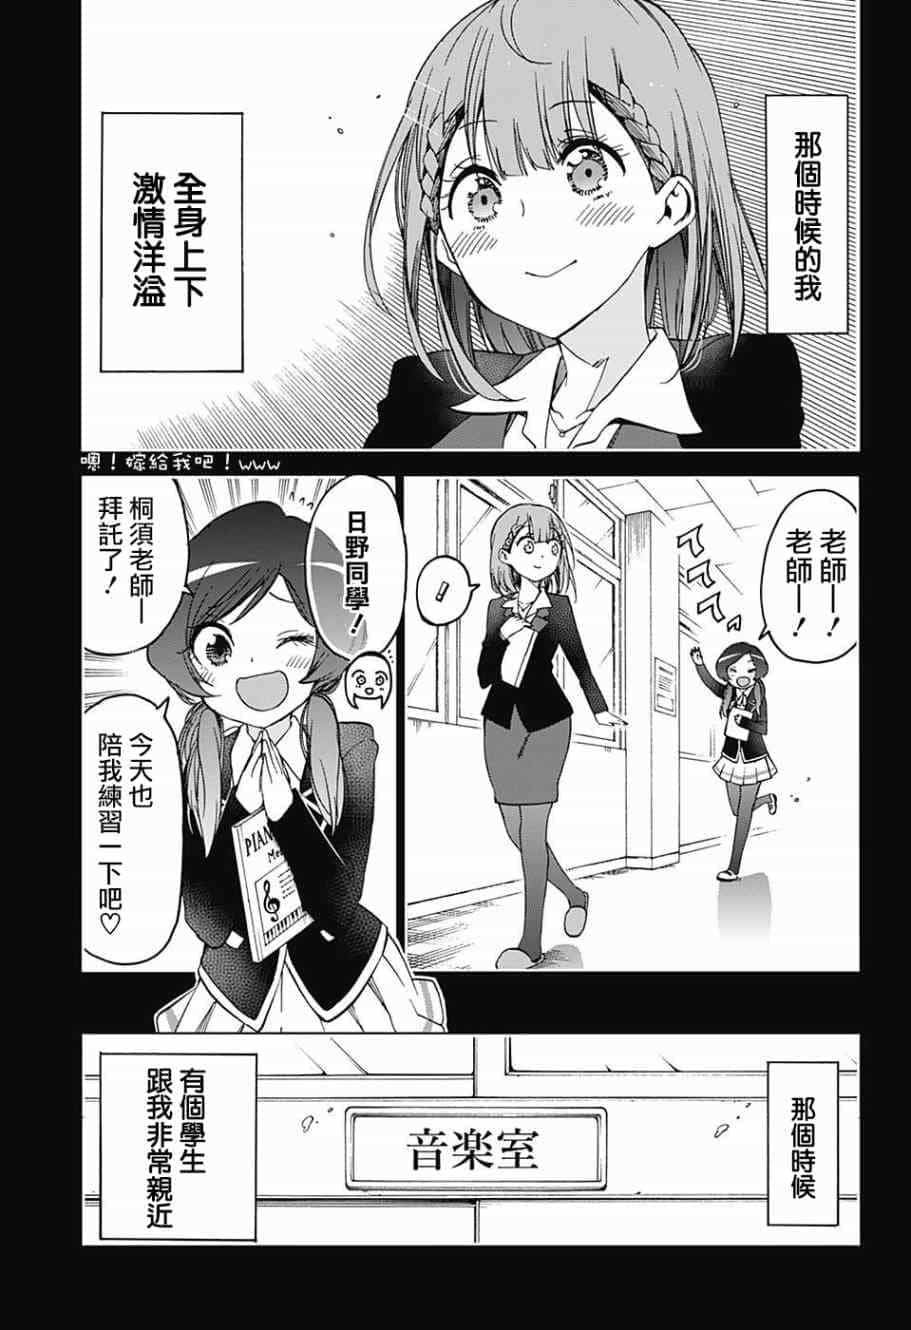 那個時候的我
全身上下
激情洋溢
嗯！嫁給我吧！www
老師—！
老師—！
！
日野同學！
桐須老師—
拜託了！
今天也
陪我練習一下吧♡
PIAN
那個時候
音楽室
有個學生
跟我非常親近